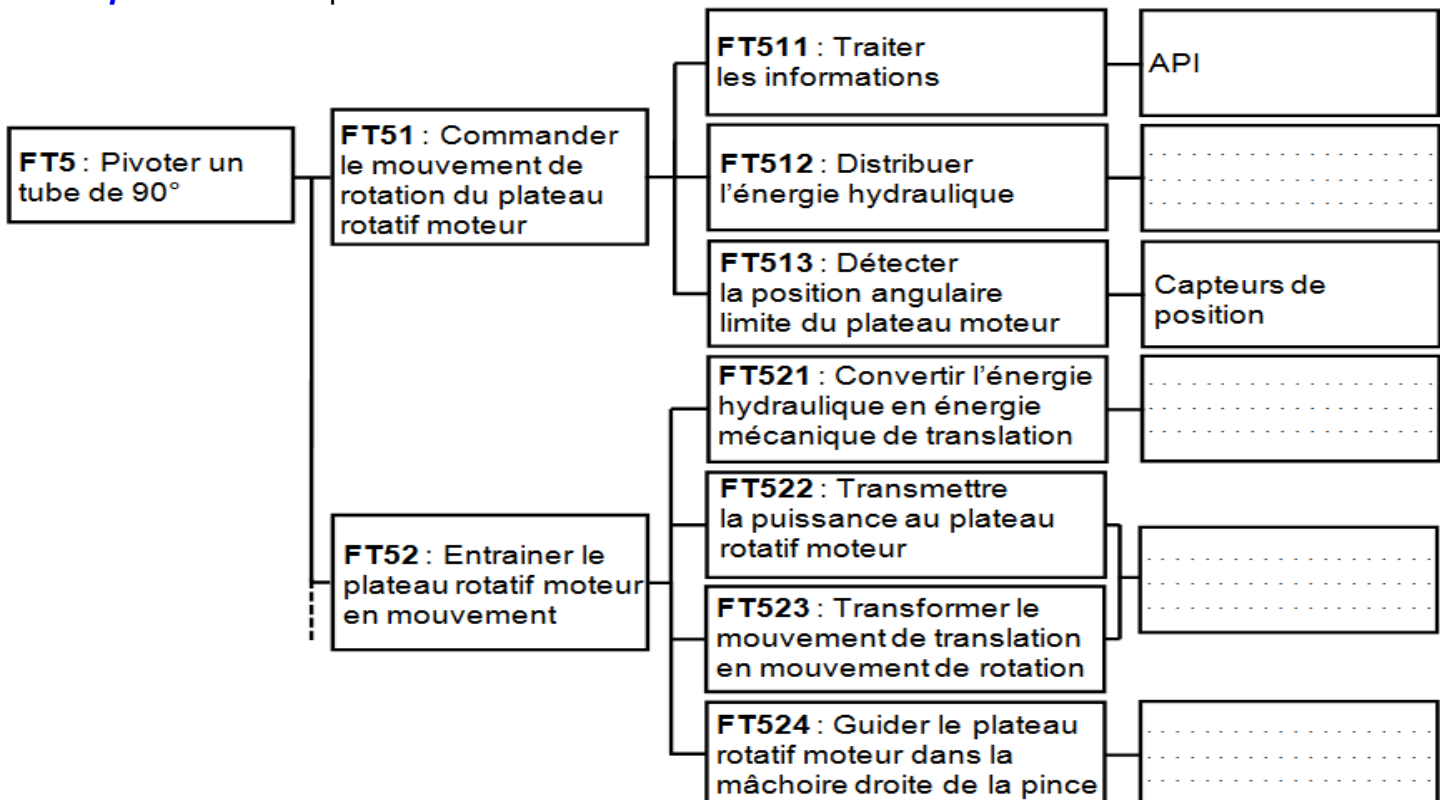 FT5 : Pivoter un
tube de 90°
FT51 : Commander
le mouvement de
rotation du plateau
rotatif moteur
FT511 : Traiter
les informations
API
FT512 : Distribuer
l'énergie hydraulique
FT513 : Détecter
la position angulaire
limite du plateau moteur
Capteurs de
position
FT52 : Entrainer le
plateau rotatif moteur
en mouvement
FT521 : Convertir l'énergie
hydraulique en énergie
mécanique de translation
FT522 : Transmettre
la puissance au plateau
rotatif moteur
FT523 : Transformer le
mouvement de translation
en mouvement de rotation
FT524 : Guider le plateau
rotatif moteur dans la
mâchoire droite de la pince